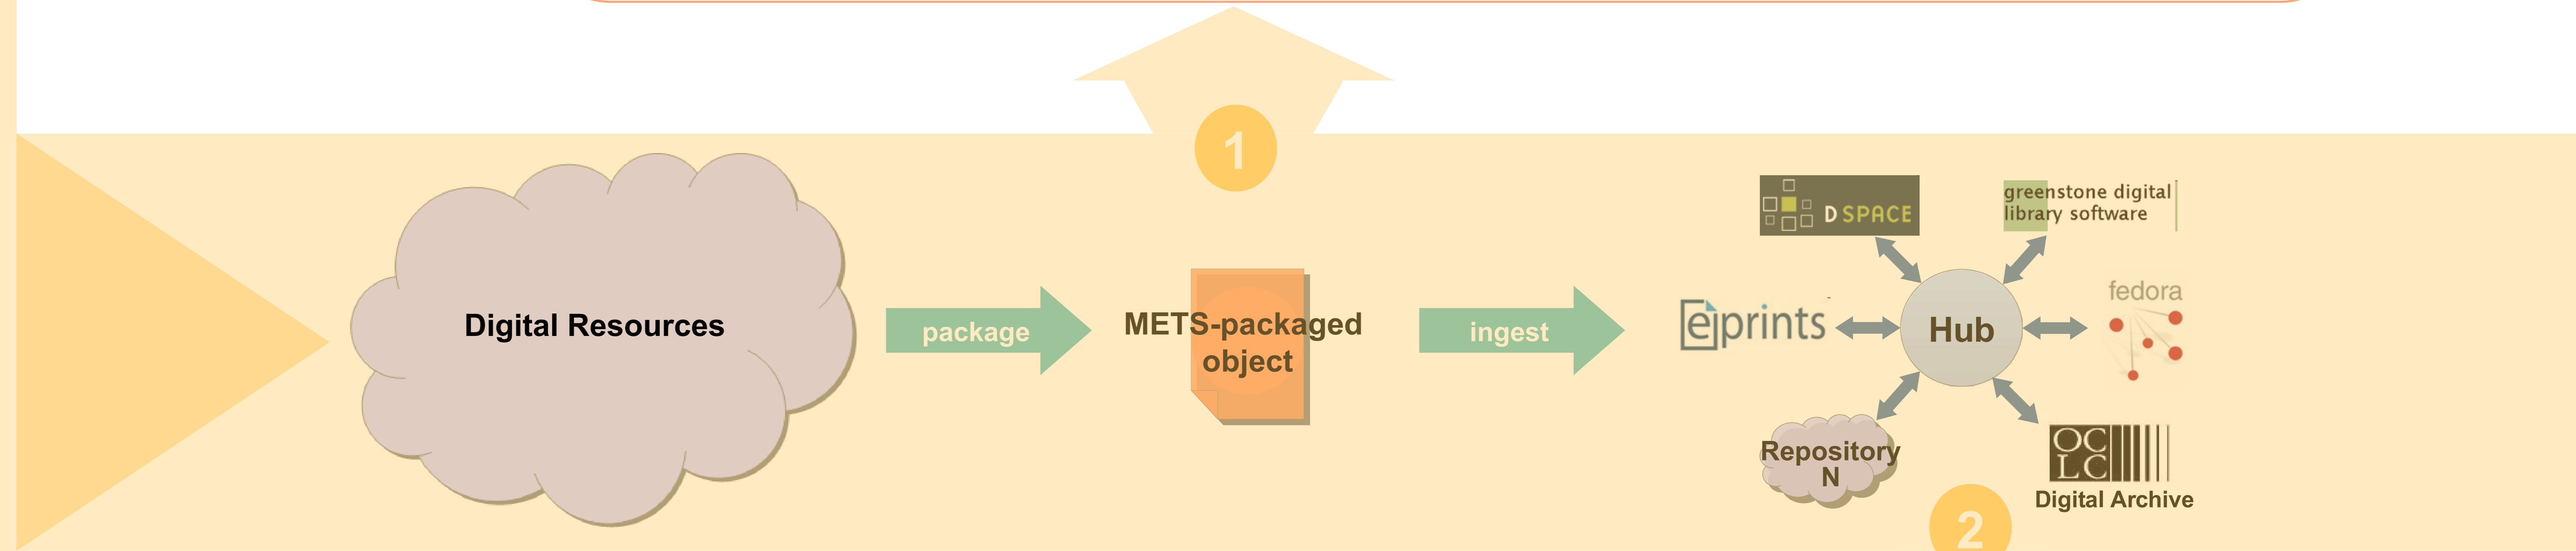 1
DSPACE
greenstone digital
library software
Digital Resources
package
METS-packaged
object
ingest
eprints
Hub
fedora
Repository
N
OCLC
Digital Archive
2